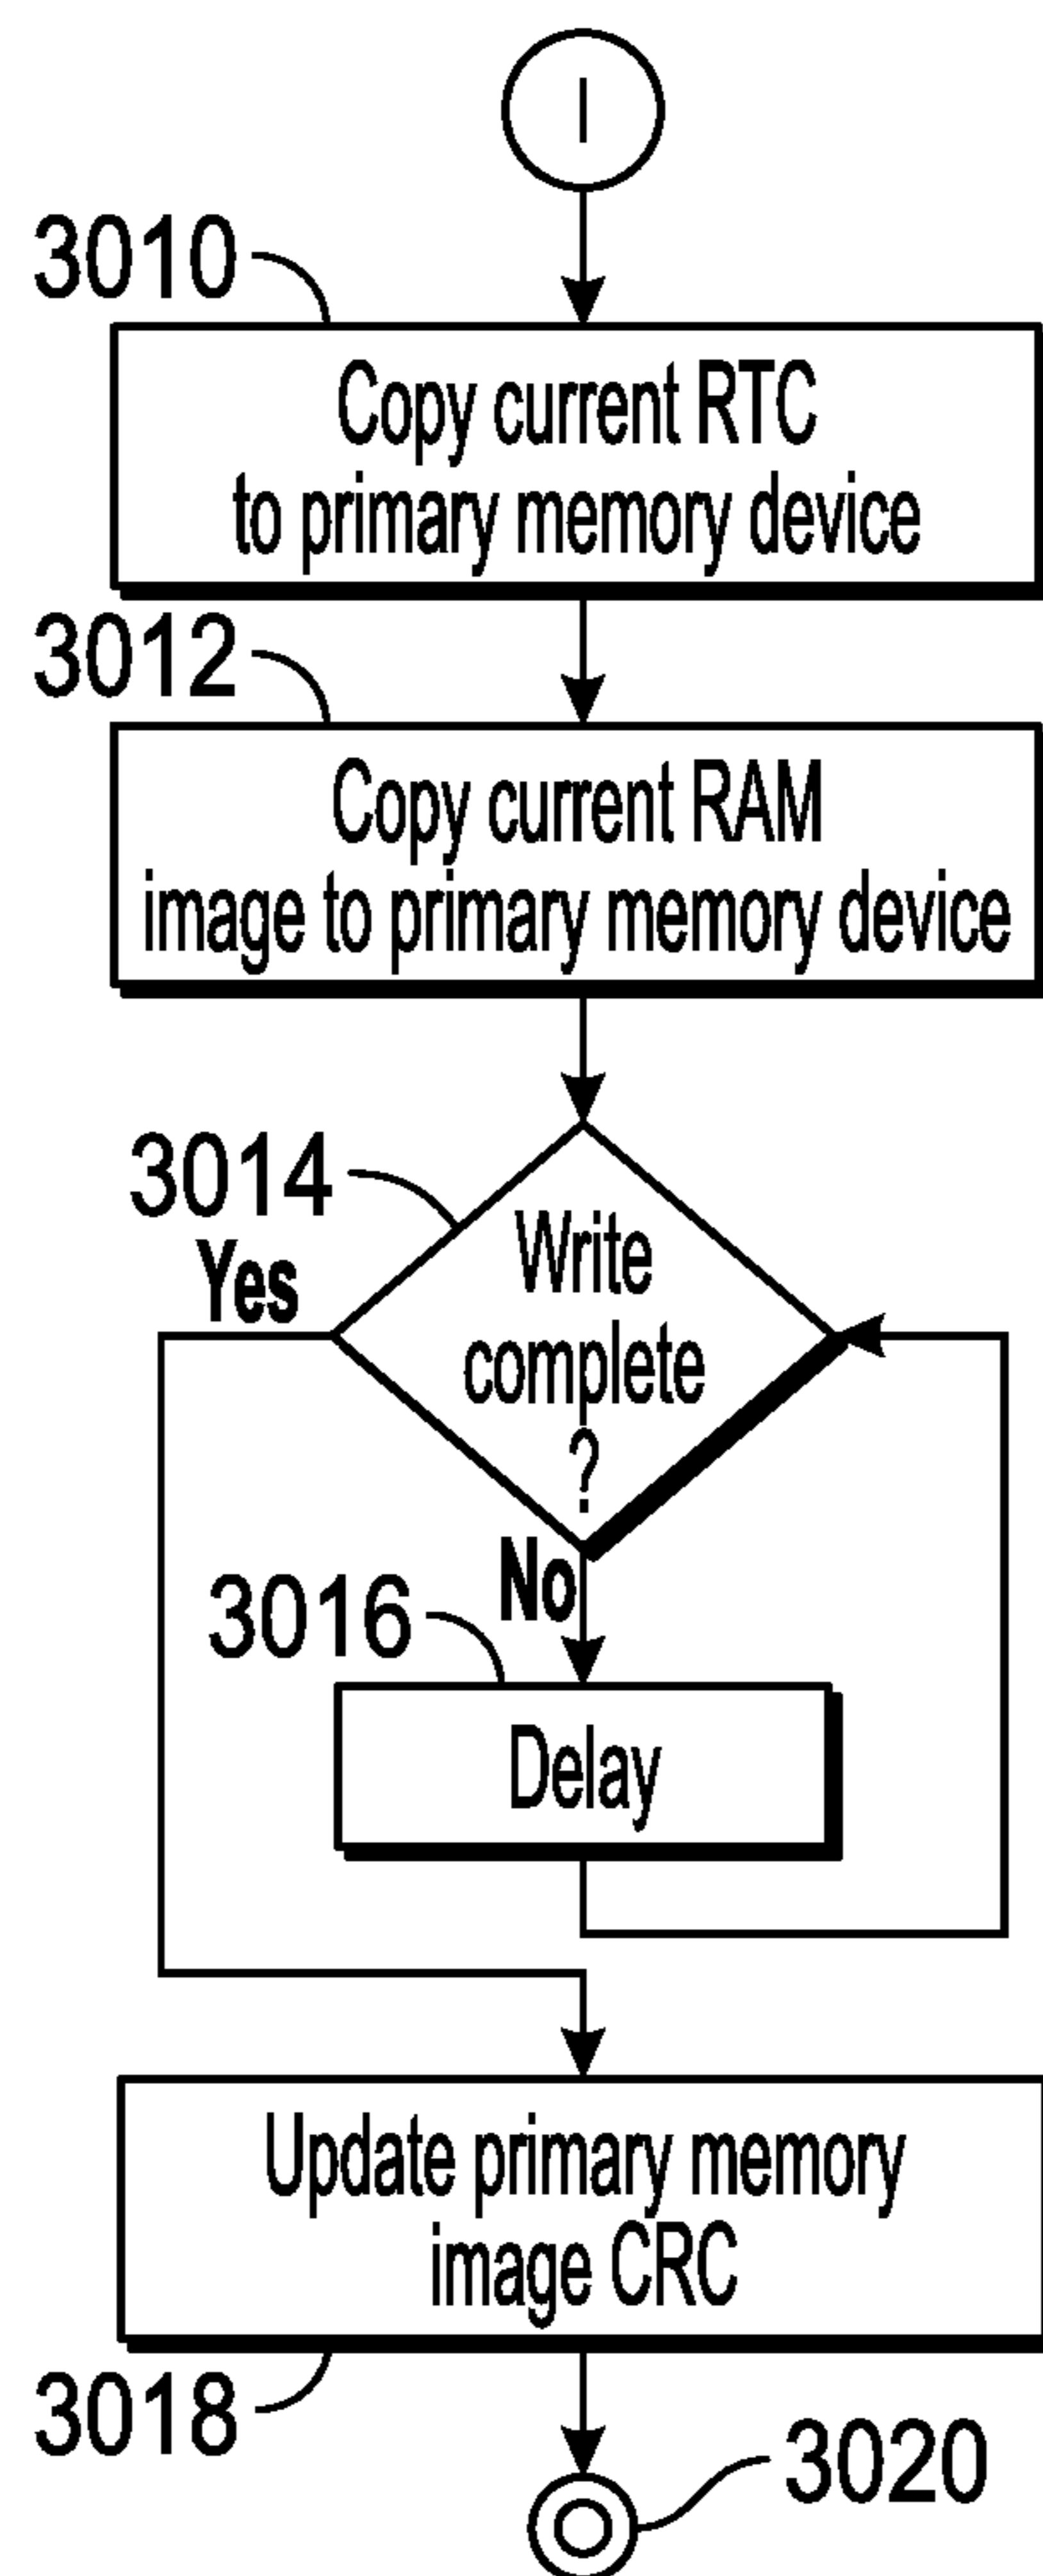 I
3010
Copy current RTC
to primary memory device
3012
Copy current RAM
image to primary memory device
3014
Yes
Write
complete
?
No
3016
Delay
Update primary memory
image CRC
3018
3020